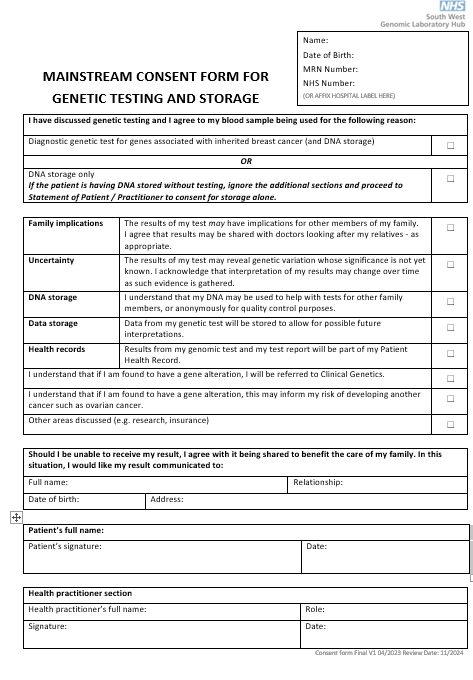 NHS
South West
Genomic Laboratory Hub
Name:
Date of Birth:
MRN Number:
NHS Number:
(OR AFFIX HOSPITAL LABEL HERE)
MAINSTREAM CONSENT FORM FOR
GENETIC TESTING AND STORAGE
I have discussed genetic testing and I agree to my blood sample being used for the following reason:
Diagnostic genetic test for genes associated with inherited breast cancer (and DNA storage)
OR
DNA storage only
If the patient is having DNA stored without testing, ignore the additional sections and proceed to
Statement of Patient / Practitioner to consent for storage alone.
Family implications
The results of my test may have implications for other members of my family.
I agree that results may be shared with doctors looking after my relatives - as
appropriate.
Uncertainty
The results of my test may reveal genetic variation whose significance is not yet
known. I acknowledge that interpretation of my results may change over time
as such evidence is gathered.
DNA storage
I understand that my DNA may be used to help with tests for other family
members, or anonymously for quality control purposes.
Data storage
Data from my genetic test will be stored to allow for possible future
interpretations.
Health records
Results from my genomic test and my test report will be part of my Patient
Health Record.
I understand that if I am found to have a gene alteration, I will be referred to Clinical Genetics.
I understand that if I am found to have a gene alteration, this may inform my risk of developing another
cancer such as ovarian cancer.
Other areas discussed (e.g. research, insurance)
Should I be unable to receive my result, I agree with it being shared to benefit the care of my family. In this
situation, I would like my result communicated to:
Full name:
Relationship:
Date of birth:
Address:
Patient's full name:
Patient's signature:
Date:
Health practitioner section
Health practitioner's full name:
Role:
Signature:
Date:
Consent form Final V1 04/2023 Review Date: 11/2024